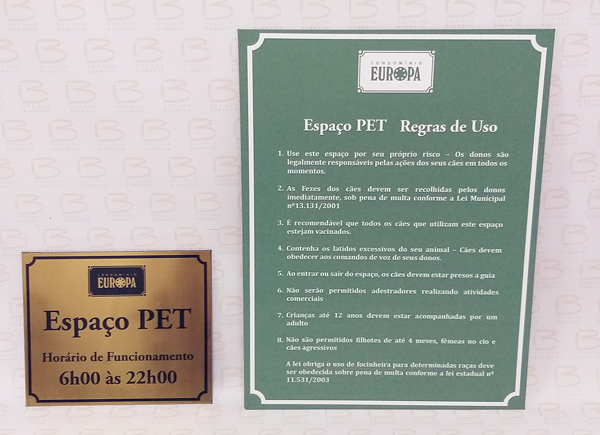 CONDOMÍNIO
EUROPA
Espaço PET Regras de Uso
1. Use este espaço por seu próprio risco – Os donos são
legalmente responsáveis pelas ações dos seus cães em todos os
momentos.
2. As Fezes dos cães devem ser recolhidas pelos donos
imediatamente, sob pena de multa conforme a Lei Municipal
nº13.131/2001
3. É recomendável que todos os cães que utilizam este espaço
estejam vacinados.
4. Contenha os latidos excessivos do seu animal – Cães devem
obedecer aos comandos de voz de seus donos.
5. Ao entrar ou sair do espaço, os cães devem estar presos a guia
6. Não serão permitidos adestradores realizando atividades
comerciais
7. Crianças até 12 anos devem estar acompanhadas por um
adulto
8. Não são permitidos filhotes de até 4 meses, fêmeas no cio e
cães agressivos
A lei obriga o uso de focinheira para determinadas raças deve
ser obedecida sobre pena de multa conforme a lei estadual nº
11.531/2003
CONDOMÍNIO
EUROPA
Espaço PET
Horário de Funcionamento
6h00 às 22h00